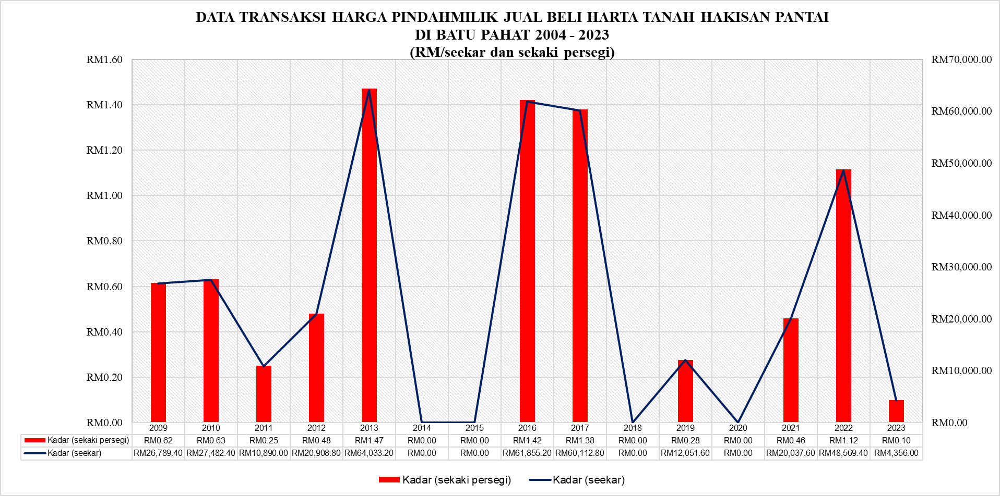 DATA TRANSAKSI HARGA PINDAHMILIK JUAL BELI HARTA TANAH HAKISAN PANTAI
DI BATU PAHAT 2004 - 2023
(RM/seekar dan sekaki persegi)
RM1.60
RM1.40
RM1.20
RM1.00
RM0.80
RM0.60
RM0.40
RM0.20
RM0.00
RM70,000.00
RM60,000.00
RM50,000.00
RM40,000.00
RM30,000.00
RM20,000.00
RM10,000.00
RM0.00
2009 2010 2011 2012 2013 2014 2015 2016 2017 2018 2019 2020 2021 2022 2023
Kadar (sekaki persegi) RM0.62 RM0.63 RM0.25 RM0.48 RM1.47 RM0.00 RM0.00 RM1.42 RM1.38 RM0.00 RM0.28 RM0.00 RM0.46 RM1.12 RM0.10
Kadar (seekar) RM26,789.40 RM27,482.40 RM10,890.00 RM20,908.80 RM64,033.20 RM0.00 RM0.00 RM61,855.20 RM60,112.80 RM0.00 RM12,051.60 RM0.00 RM20,037.60 RM48,569.40 RM4,356.00
Kadar (sekaki persegi) Kadar (seekar)